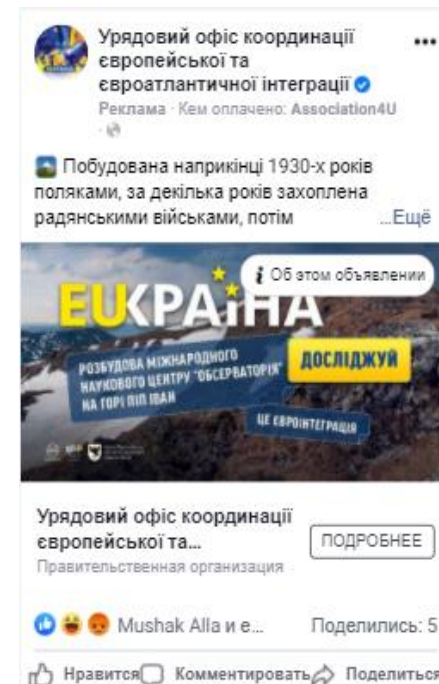 Урядовий офіс координації
європейської та
євроатлантичної інтеграції
Реклама · Кем оплачено: Association4U
Побудована наприкінці 1930-х років
поляками, за декілька років захоплена
радянськими військами, потім ...Ещё
Об этом объявлении
EUКРАЇНА
РОЗБУДОВА МІЖНАРОДНОГО
НАУКОВОГО ЦЕНТРУ "ОБСЕРВАТОРІЯ"
НА ГОРІ ПІП ІВАН
ДОСЛІДЖУЙ
ЦЕ ЄВРОІНТЕГРАЦІЯ
Урядовий офіс координації
європейської та...
Правительственная организация
ПОДРОБНЕЕ
Mushak Alla и е... Поделились: 5
Нравится Комментировать Поделиться